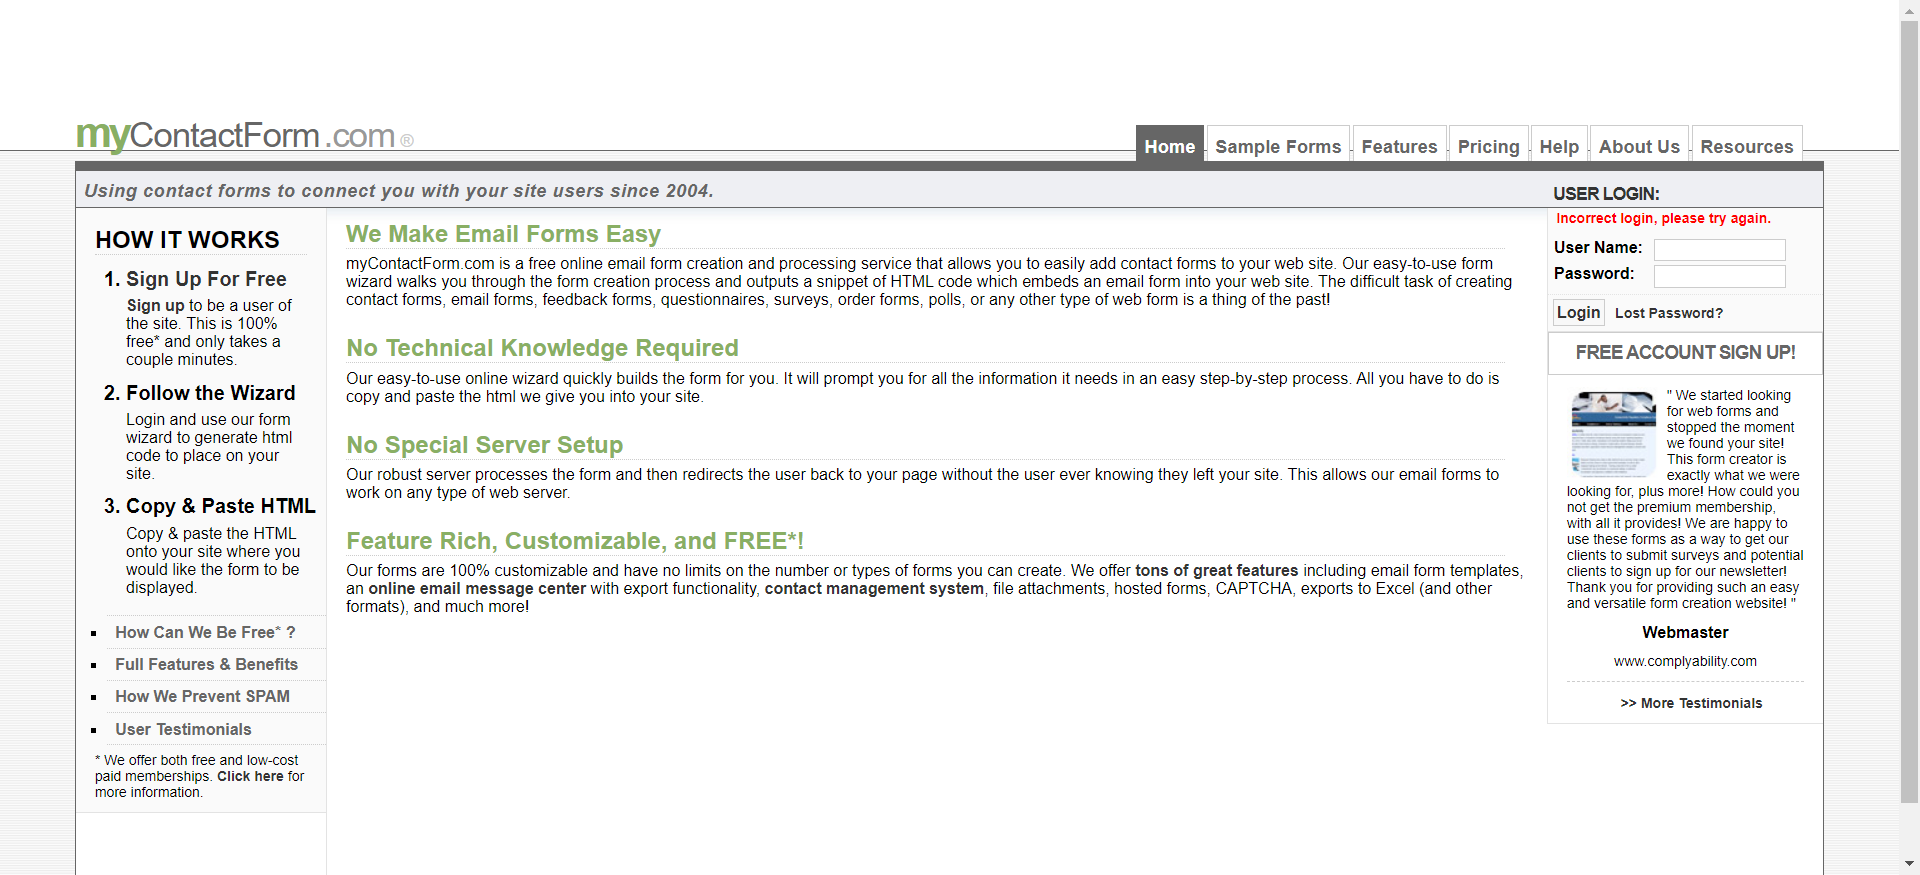 myContactForm.com ®
Home
Sample Forms
Features
Pricing
Help
About Us
Resources
Using contact forms to connect you with your site users since 2004.
HOW IT WORKS
1. Sign Up For Free
Sign up to be a user of
the site. This is 100%
free* and only takes a
couple minutes.
2. Follow the Wizard
Login and use our form
wizard to generate html
code to place on your
site.
3. Copy & Paste HTML
Copy & paste the HTML
onto your site where you
would like the form to be
displayed.
How Can We Be Free* ?
Full Features & Benefits
How We Prevent SPAM
User Testimonials
* We offer both free and low-cost
paid memberships. Click here for
more information.
We Make Email Forms Easy
myContactForm.com is a free online email form creation and processing service that allows you to easily add contact forms to your web site. Our easy-to-use form
wizard walks you through the form creation process and outputs a snippet of HTML code which embeds an email form into your web site. The difficult task of creating
contact forms, email forms, feedback forms, questionnaires, surveys, order forms, polls, or any other type of web form is a thing of the past!
No Technical Knowledge Required
Our easy-to-use online wizard quickly builds the form for you. It will prompt you for all the information it needs in an easy step-by-step process. All you have to do is
copy and paste the html we give you into your site.
No Special Server Setup
Our robust server processes the form and then redirects the user back to your page without the user ever knowing they left your site. This allows our email forms to
work on any type of web server.
Feature Rich, Customizable, and FREE*!
Our forms are 100% customizable and have no limits on the number or types of forms you can create. We offer tons of great features including email form templates,
an online email message center with export functionality, contact management system, file attachments, hosted forms, CAPTCHA, exports to Excel (and other
formats), and much more!
USER LOGIN:
Incorrect login, please try again.
User Name:
Password:
Login
Lost Password?
FREE ACCOUNT SIGN UP!
" We started looking
for web forms and
stopped the moment
we found your site!
This form creator is
exactly what we were
looking for, plus more! How could you
not get the premium membership,
with all it provides! We are happy to
use these forms as a way to get our
clients to submit surveys and potential
clients to sign up for our newsletter!
Thank you for providing such an easy
and versatile form creation website! "
Webmaster
www.complyability.com
>> More Testimonials